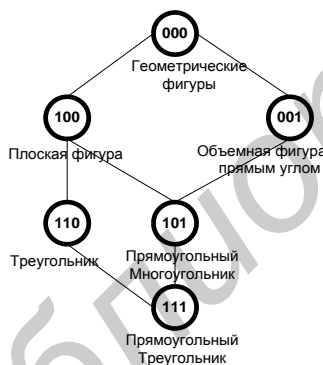 000
Геометрические
фигуры
100
001
Плоская фигура
Объемная фигура
прямым углом
110
101
Треугольник
Прямоугольный
Многоугольник
111
Прямоугольный
Треугольник